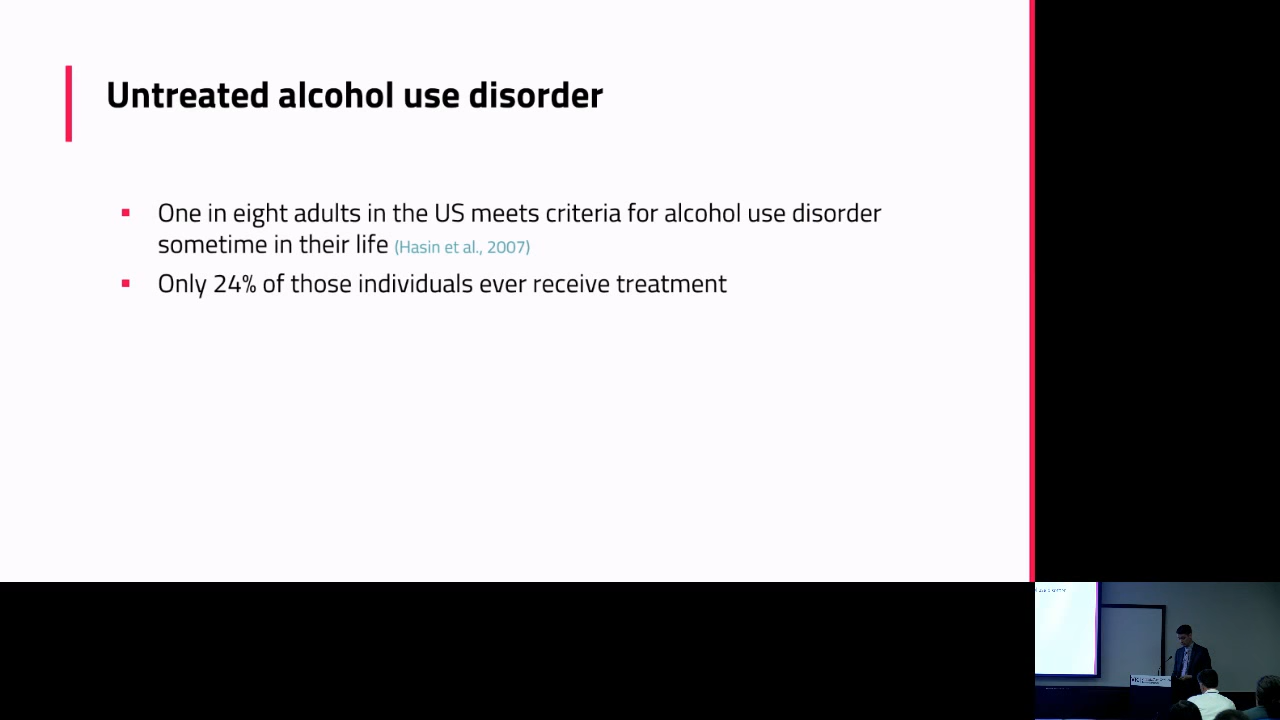 Untreated alcohol use disorder
One in eight adults in the US meets criteria for alcohol use disorder
sometime in their life (Hasin et al., 2007)
Only 24% of those individuals ever receive treatment